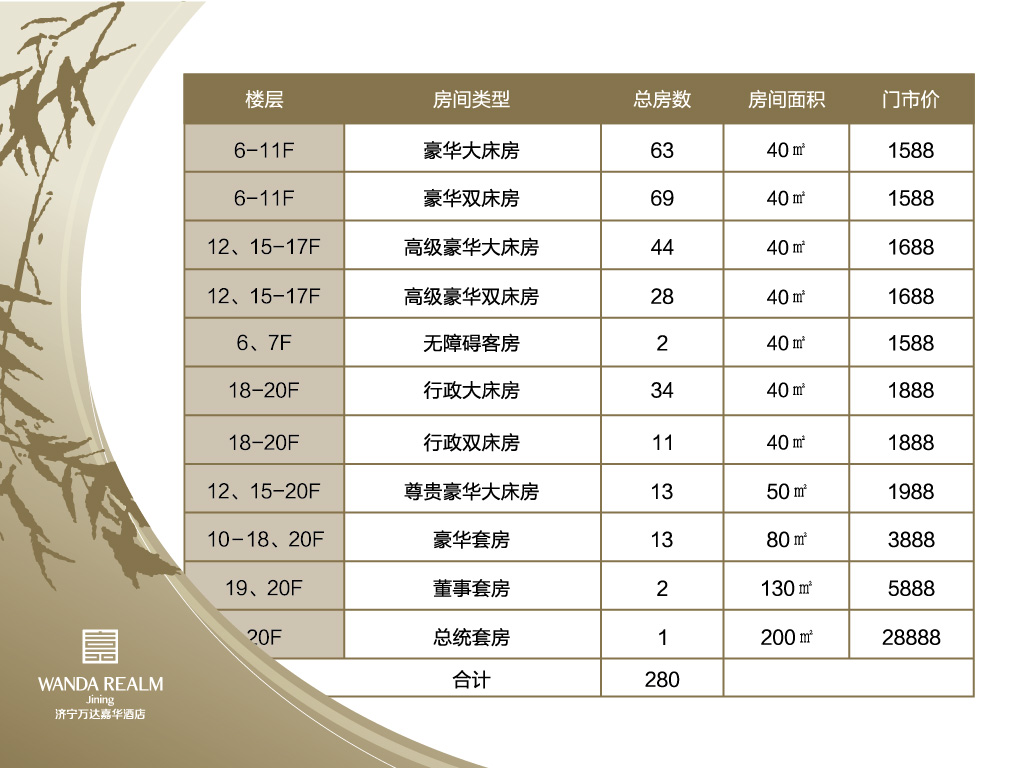 楼层 房间类型 总房数 房间面积 门市价
6-11F 豪华大床房 63 40㎡ 1588
6-11F 豪华双床房 69 40㎡ 1588
12、15-17F 高级豪华大床房 44 40㎡ 1688
12、15-17F 高级豪华双床房 28 40㎡ 1688
6、7F 无障碍客房 2 40㎡ 1588
18-20F 行政大床房 34 40㎡ 1888
18-20F 行政双床房 11 40㎡ 1888
12、15-20F 尊贵豪华大床房 13 50㎡ 1988
10-18、20F 豪华套房 13 80㎡ 3888
19、20F 董事套房 2 130㎡ 5888
20F 总统套房 1 200㎡ 28888
合计 280
WANDA REALM
Jining
济宁万达嘉华酒店